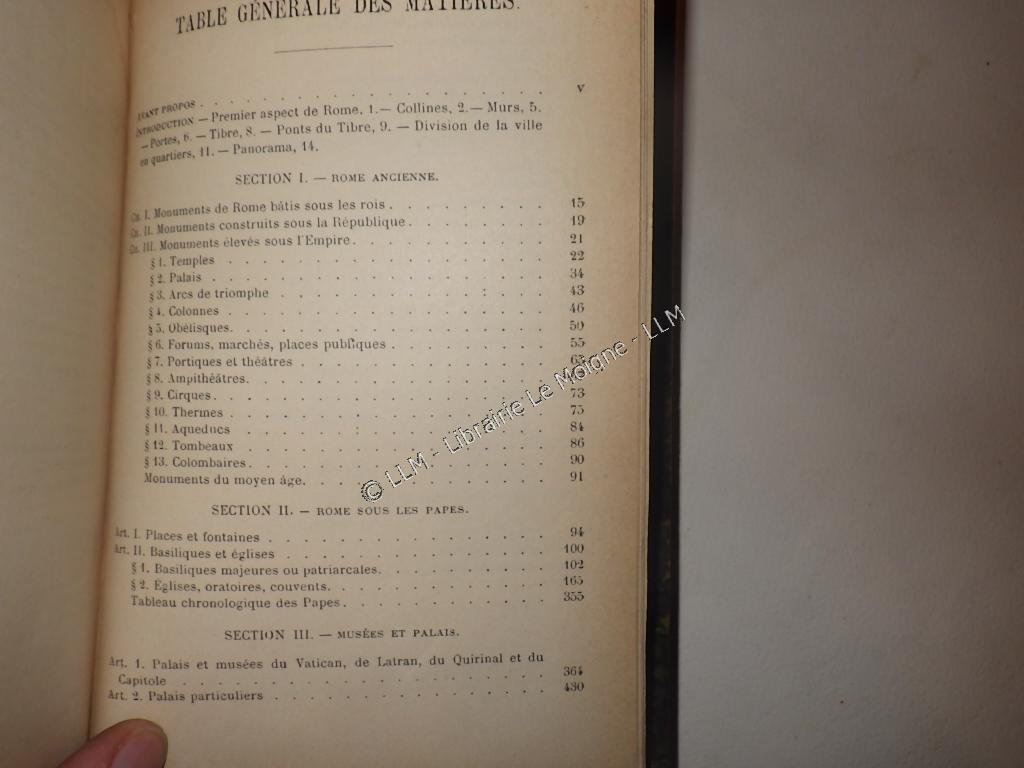 TABLE GÉNÉRALE DES MATIÈRES.
AVANT PROPOS . . . . . . . . . . . . . . . . . . . . v
INTRODUCTION — Premier aspect de Rome, 1. — Collines, 2. — Murs, 5.
— Portes, 6. — Tibre, 8. — Ponts du Tibre, 9. — Division de la ville
en quartiers, 11. — Panorama, 14.
SECTION I. — ROME ANCIENNE.
Ch. I. Monuments de Rome bâtis sous les rois . . . . . . . . 15
Ch. II. Monuments construits sous la République . . . . . . . 19
Ch. III. Monuments élevés sous l'Empire . . . . . . . . . . 21
§ 1. Temples . . . . . . . . . . . . . . . . 22
§ 2. Palais . . . . . . . . . . . . . . . . 34
§ 3. Arcs de triomphe . . . . . . . . . . . . 43
§ 4. Colonnes . . . . . . . . . . . . . . . 46
§ 5. Obélisques . . . . . . . . . . . . . . . 50
§ 6. Forums, marchés, places publiques . . . . . . . 55
§ 7. Portiques et théâtres . . . . . . . . . . . 63
§ 8. Ampithéâtres . . . . . . . . . . . . . .
§ 9. Cirques . . . . . . . . . . . . . . . . 73
§ 10. Thermes . . . . . . . . . . . . . . . 75
§ 11. Aqueducs . . . . . . . . . . . . . . . 84
§ 12. Tombeaux . . . . . . . . . . . . . . . 86
§ 13. Colombaires . . . . . . . . . . . . . . 90
Monuments du moyen âge . . . . . . . . . . . . 91
SECTION II. — ROME SOUS LES PAPES.
Art. I. Places et fontaines . . . . . . . . . . . . . 94
Art. II. Basiliques et églises . . . . . . . . . . . . 100
§ 1. Basiliques majeures ou patriarcales . . . . . . . . 102
§ 2. Églises, oratoires, couvents . . . . . . . . . . 165
Tableau chronologique des Papes . . . . . . . . . . 355
SECTION III. — MUSÉES ET PALAIS.
Art. 1. Palais et musées du Vatican, de Latran, du Quirinal et du
Capitole . . . . . . . . . . . . . . . . . . 364
Art. 2. Palais particuliers . . . . . . . . . . . . . 430
© LLM - Librairie Le Moigne - LLM